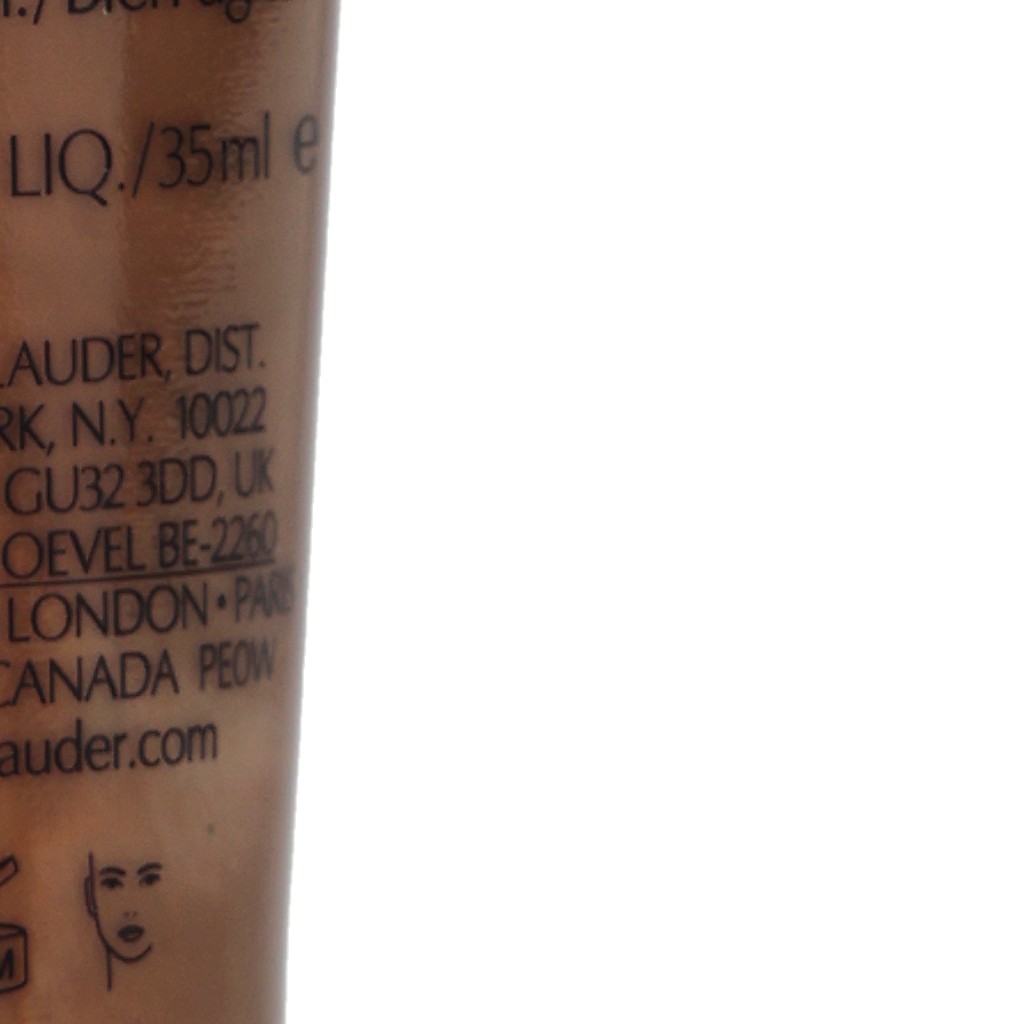 LIQ./35ml e
LAUDER, DIST.
RK, N.Y. 10022
GU32 3DD, UK
OEVEL BE-2260
LONDON • PARIS
CANADA PEOW
auder.com
M